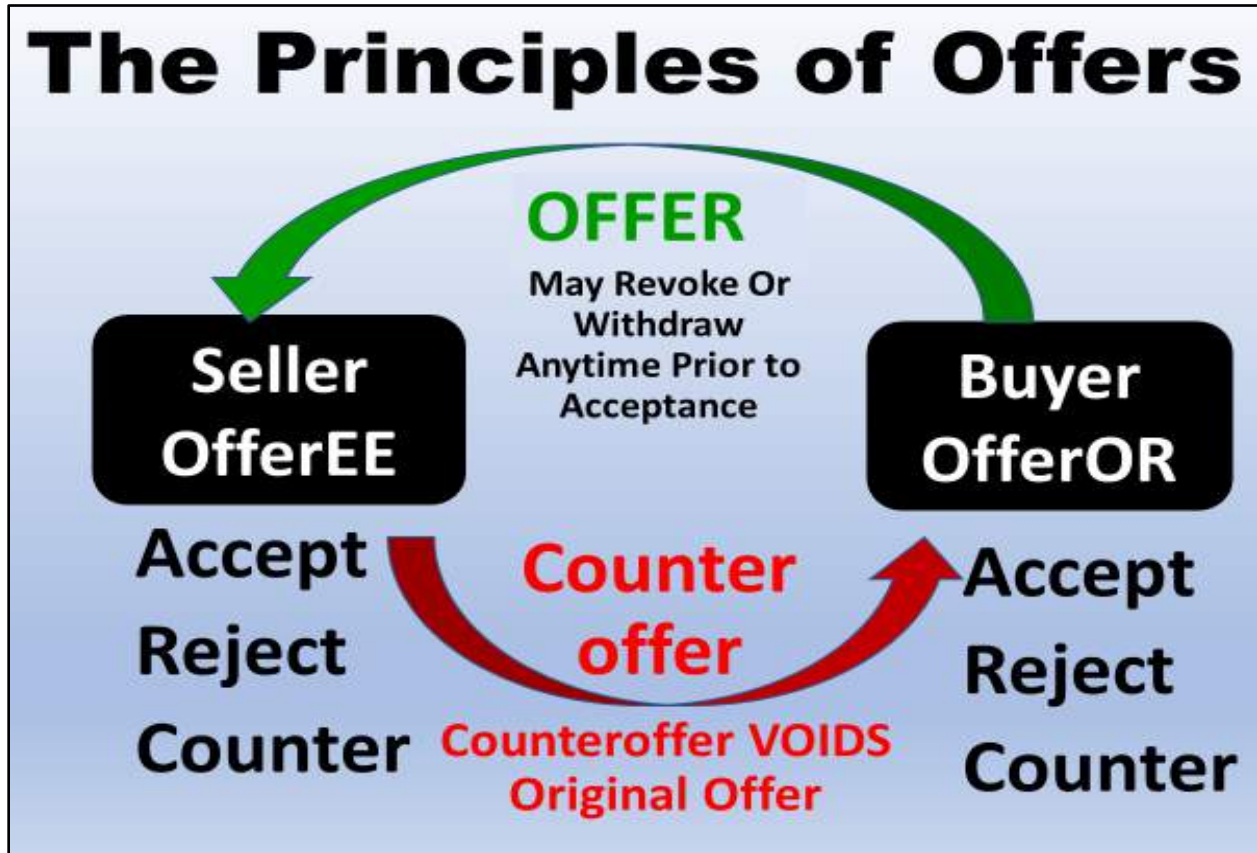 The Principles of Offers
OFFER
May Revoke Or
Withdraw
Anytime Prior to
Acceptance
Seller
OfferEE
Buyer
OfferOR
Accept
Reject
Counter
Counter
offer
Counteroffer VOIDS
Original Offer
Accept
Reject
Counter